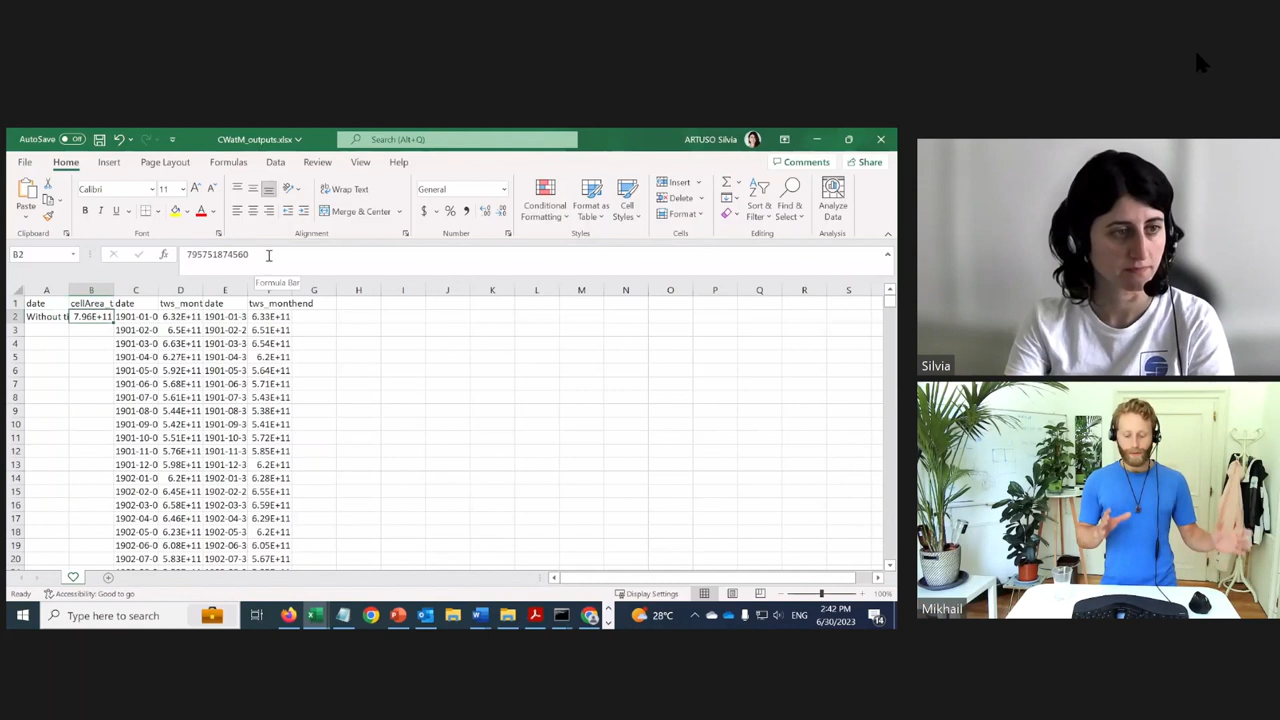 AutoSave Off CWatM_outputs.xlsx Search (Alt+Q) ARTUSO Silvia
File Home Insert Page Layout Formulas Data Review View Help Comments Share
Paste Calibri 11 Wrap Text General Conditional Formatting Format as Table Cell Styles Insert Delete Format Sort & Filter Find & Select Analyze Data
B I U Merge & Center $ %
Clipboard Font Alignment Number Styles Cells Editing Analysis
B2 fx 795751874560
Formula Bar
A B C D E F G H I J K L M N O P Q R S
1 date cellArea_t date tws_mont date tws_monthend
2 Without ti 7.96E+11 1901-01-0 6.32E+11 1901-01-3 6.33E+11
3 1901-02-0 6.5E+11 1901-02-2 6.51E+11
4 1901-03-0 6.63E+11 1901-03-3 6.54E+11
5 1901-04-0 6.27E+11 1901-04-3 6.2E+11
6 1901-05-0 5.92E+11 1901-05-3 5.64E+11
7 1901-06-0 5.68E+11 1901-06-3 5.71E+11
8 1901-07-0 5.61E+11 1901-07-3 5.43E+11
9 1901-08-0 5.44E+11 1901-08-3 5.38E+11
10 1901-09-0 5.42E+11 1901-09-3 5.51E+11
11 1901-10-0 5.51E+11 1901-10-3 5.72E+11
12 1901-11-0 5.76E+11 1901-11-3 5.85E+11
13 1901-12-0 5.98E+11 1901-12-3 6.2E+11
14 1902-01-0 6.2E+11 1902-01-3 6.28E+11
15 1902-02-0 6.45E+11 1902-02-2 6.55E+11
16 1902-03-0 6.58E+11 1902-03-3 6.51E+11
17 1902-04-0 6.46E+11 1902-04-3 6.29E+11
18 1902-05-0 6.23E+11 1902-05-3 6.2E+11
19 1902-06-0 6.08E+11 1902-06-3 6.05E+11
20 1902-07-0 5.83E+11 1902-07-3 5.67E+11
Ready Accessibility: Good to go Display Settings 100%
Type here to search 28°C ENG 2:42 PM
6/30/2023 14
Silvia
Mikhail